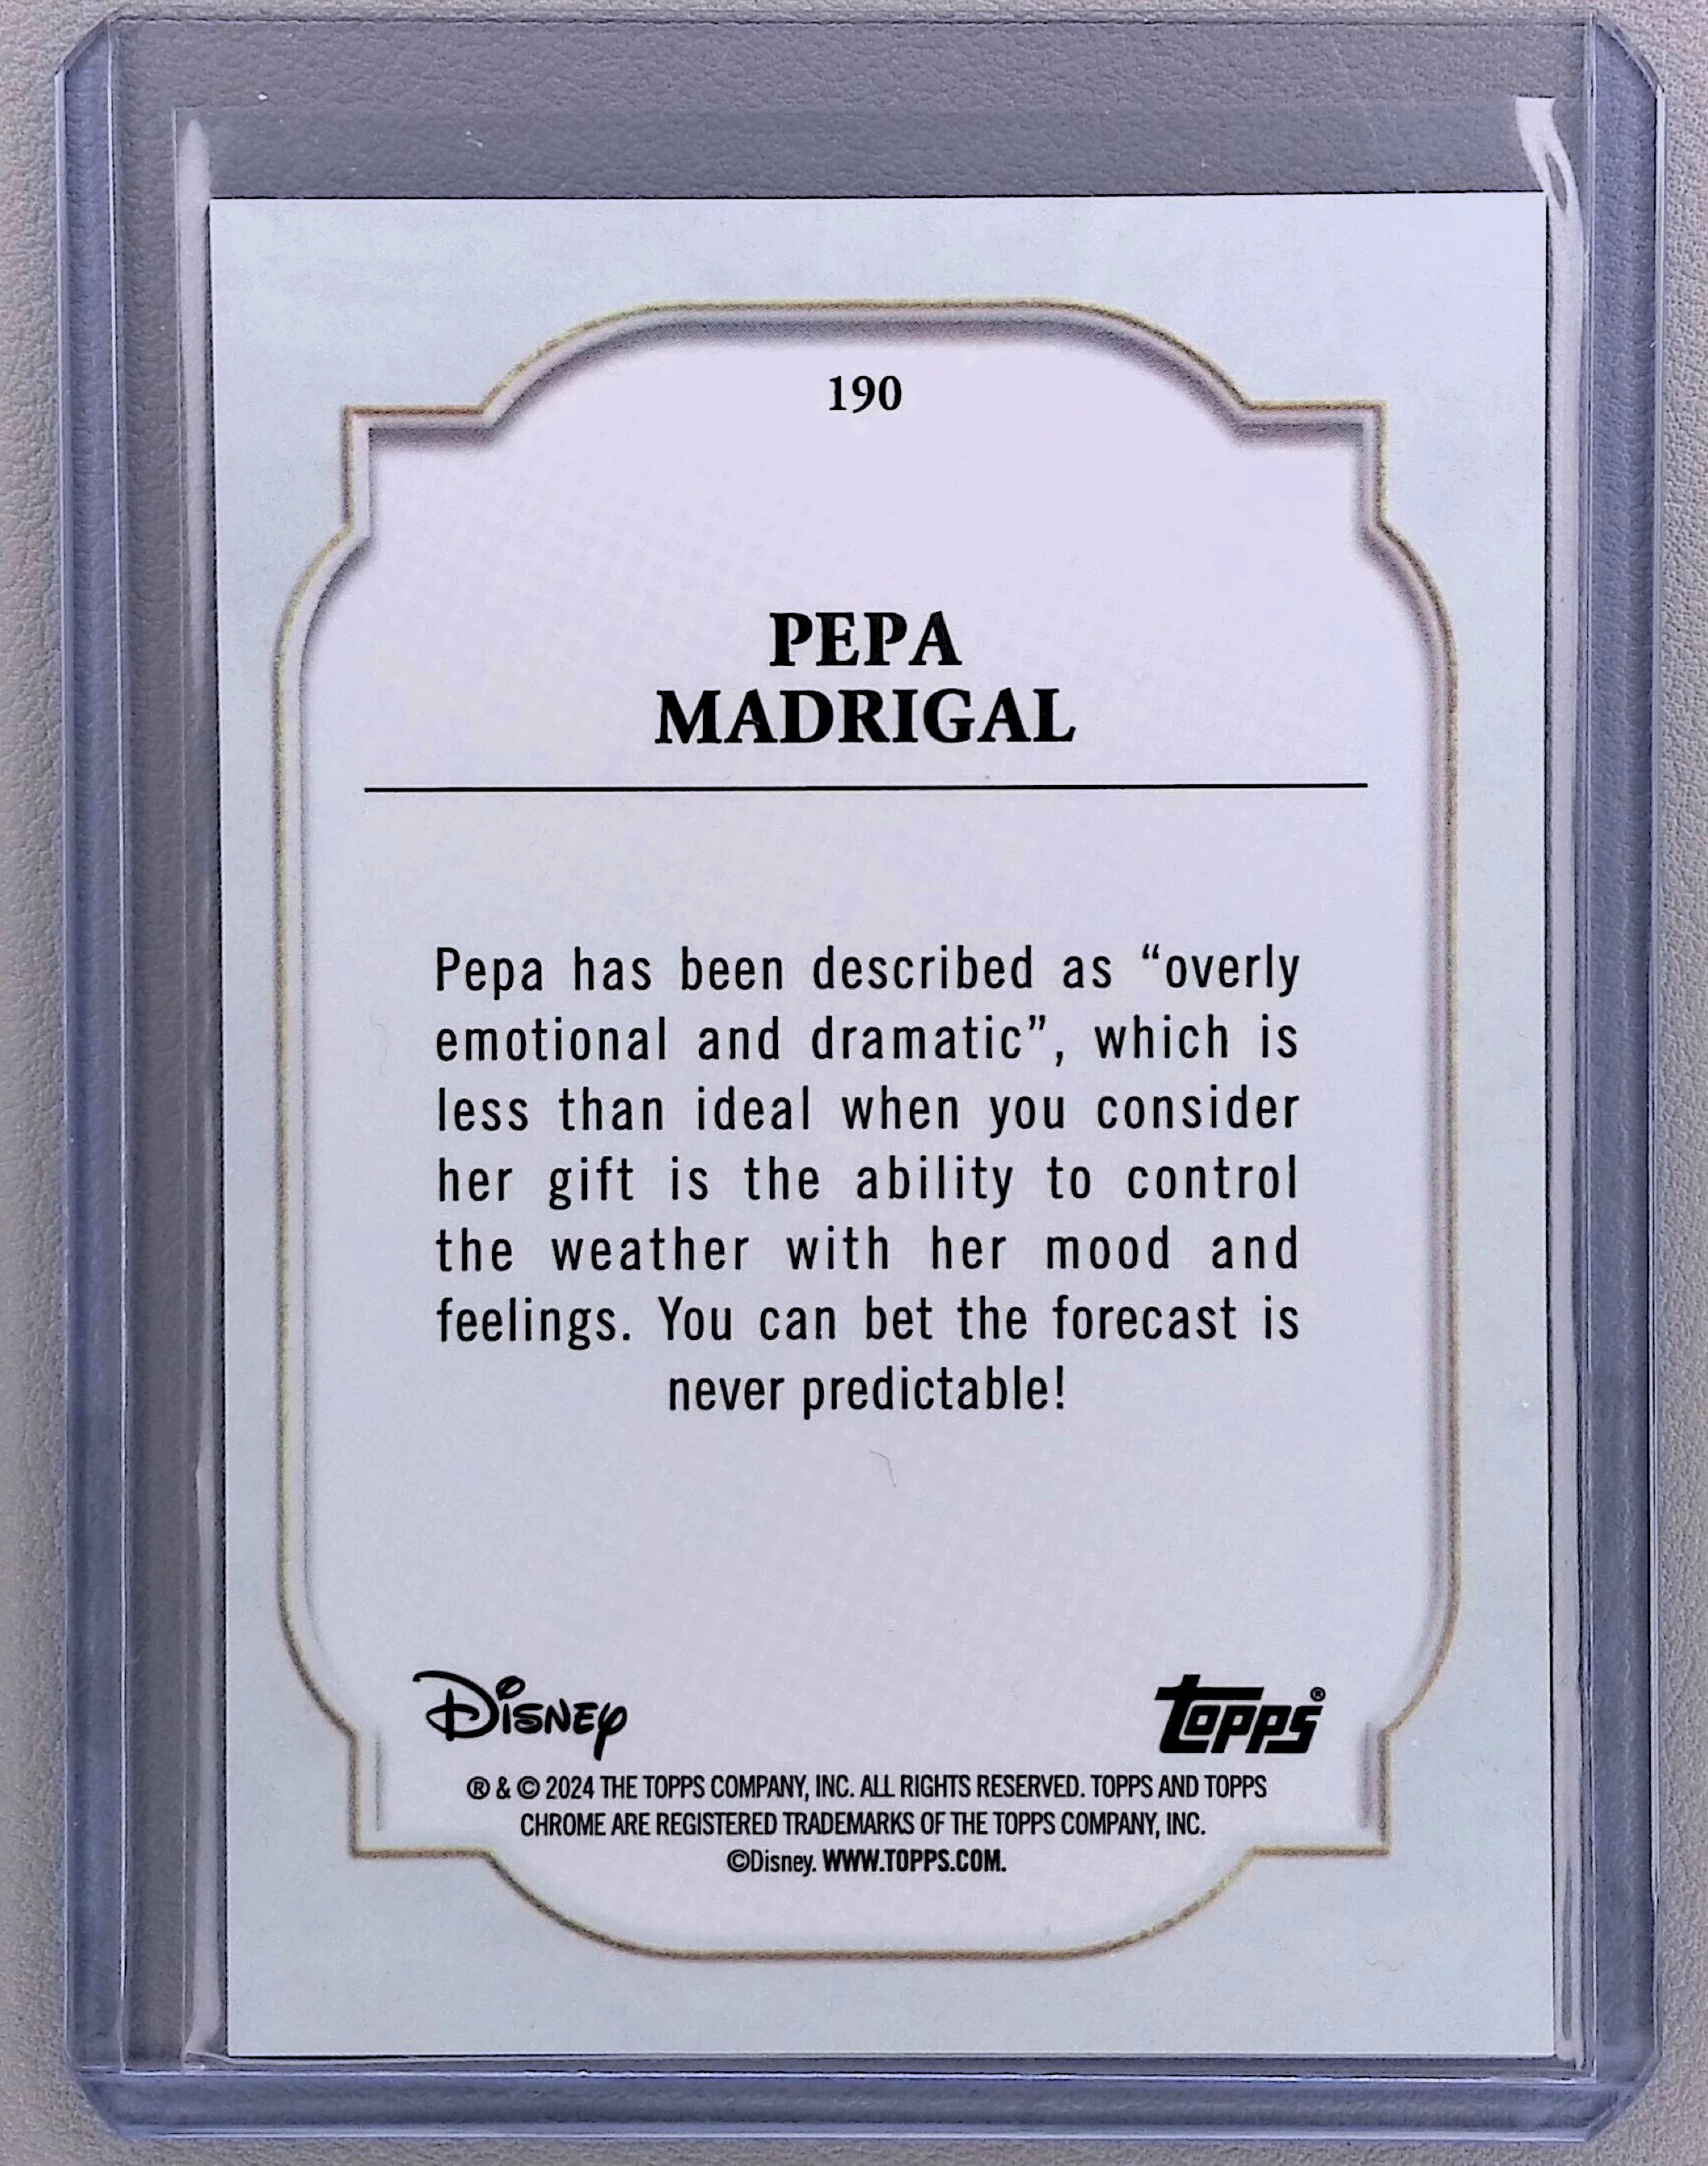 190
PEPA
MADRIGAL
Pepa has been described as “overly
emotional and dramatic”, which is
less than ideal when you consider
her gift is the ability to control
the weather with her mood and
feelings. You can bet the forecast is
never predictable!
Disney
topps®
® & © 2024 THE TOPPS COMPANY, INC. ALL RIGHTS RESERVED. TOPPS AND TOPPS
CHROME ARE REGISTERED TRADEMARKS OF THE TOPPS COMPANY, INC.
©Disney. WWW.TOPPS.COM.